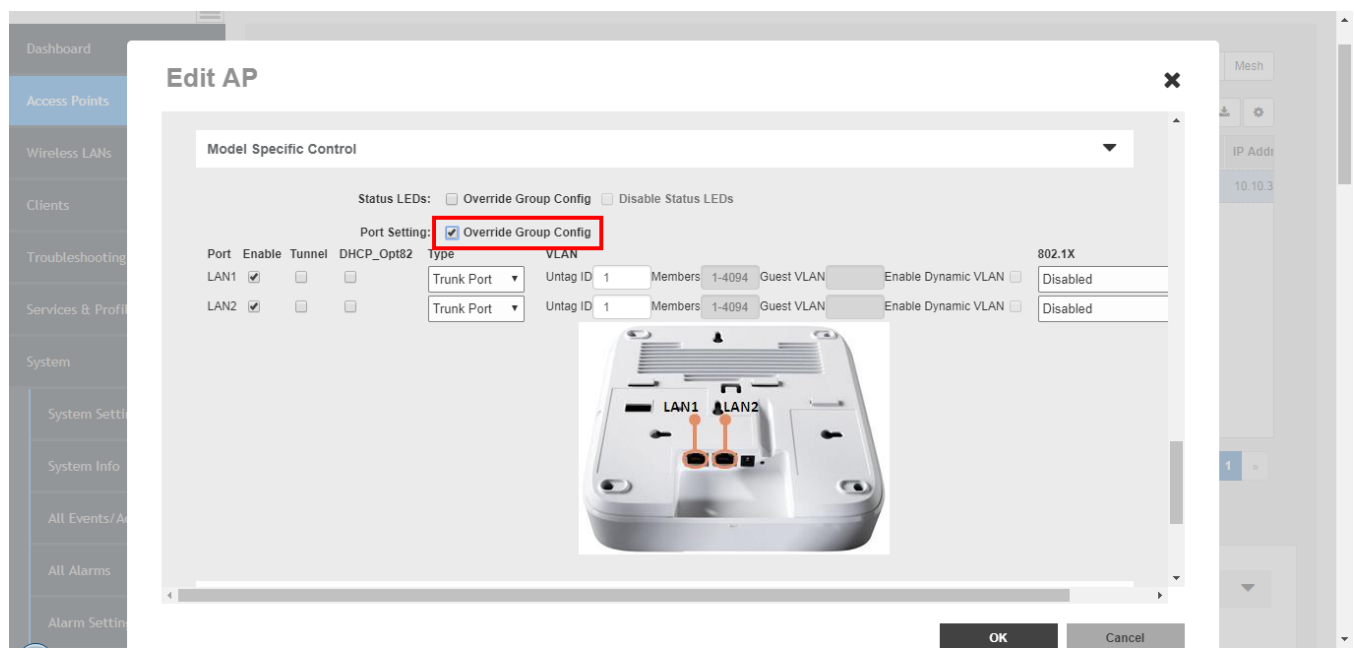 Dashboard
Access Points
Wireless LANs
Clients
Troubleshooting
Services & Profil
System
System Setti
System Info
All Events/A
All Alarms
Alarm Settin
Mesh
IP Addr
10.10.3
1 »
Edit AP
Model Specific Control
Status LEDs: Override Group Config Disable Status LEDs
Port Setting: Override Group Config
Port Enable Tunnel DHCP_Opt82 Type VLAN 802.1X
LAN1 Trunk Port Untag ID 1 Members 1-4094 Guest VLAN Enable Dynamic VLAN Disabled
LAN2 Trunk Port Untag ID 1 Members 1-4094 Guest VLAN Enable Dynamic VLAN Disabled
LAN1 LAN2
OK Cancel